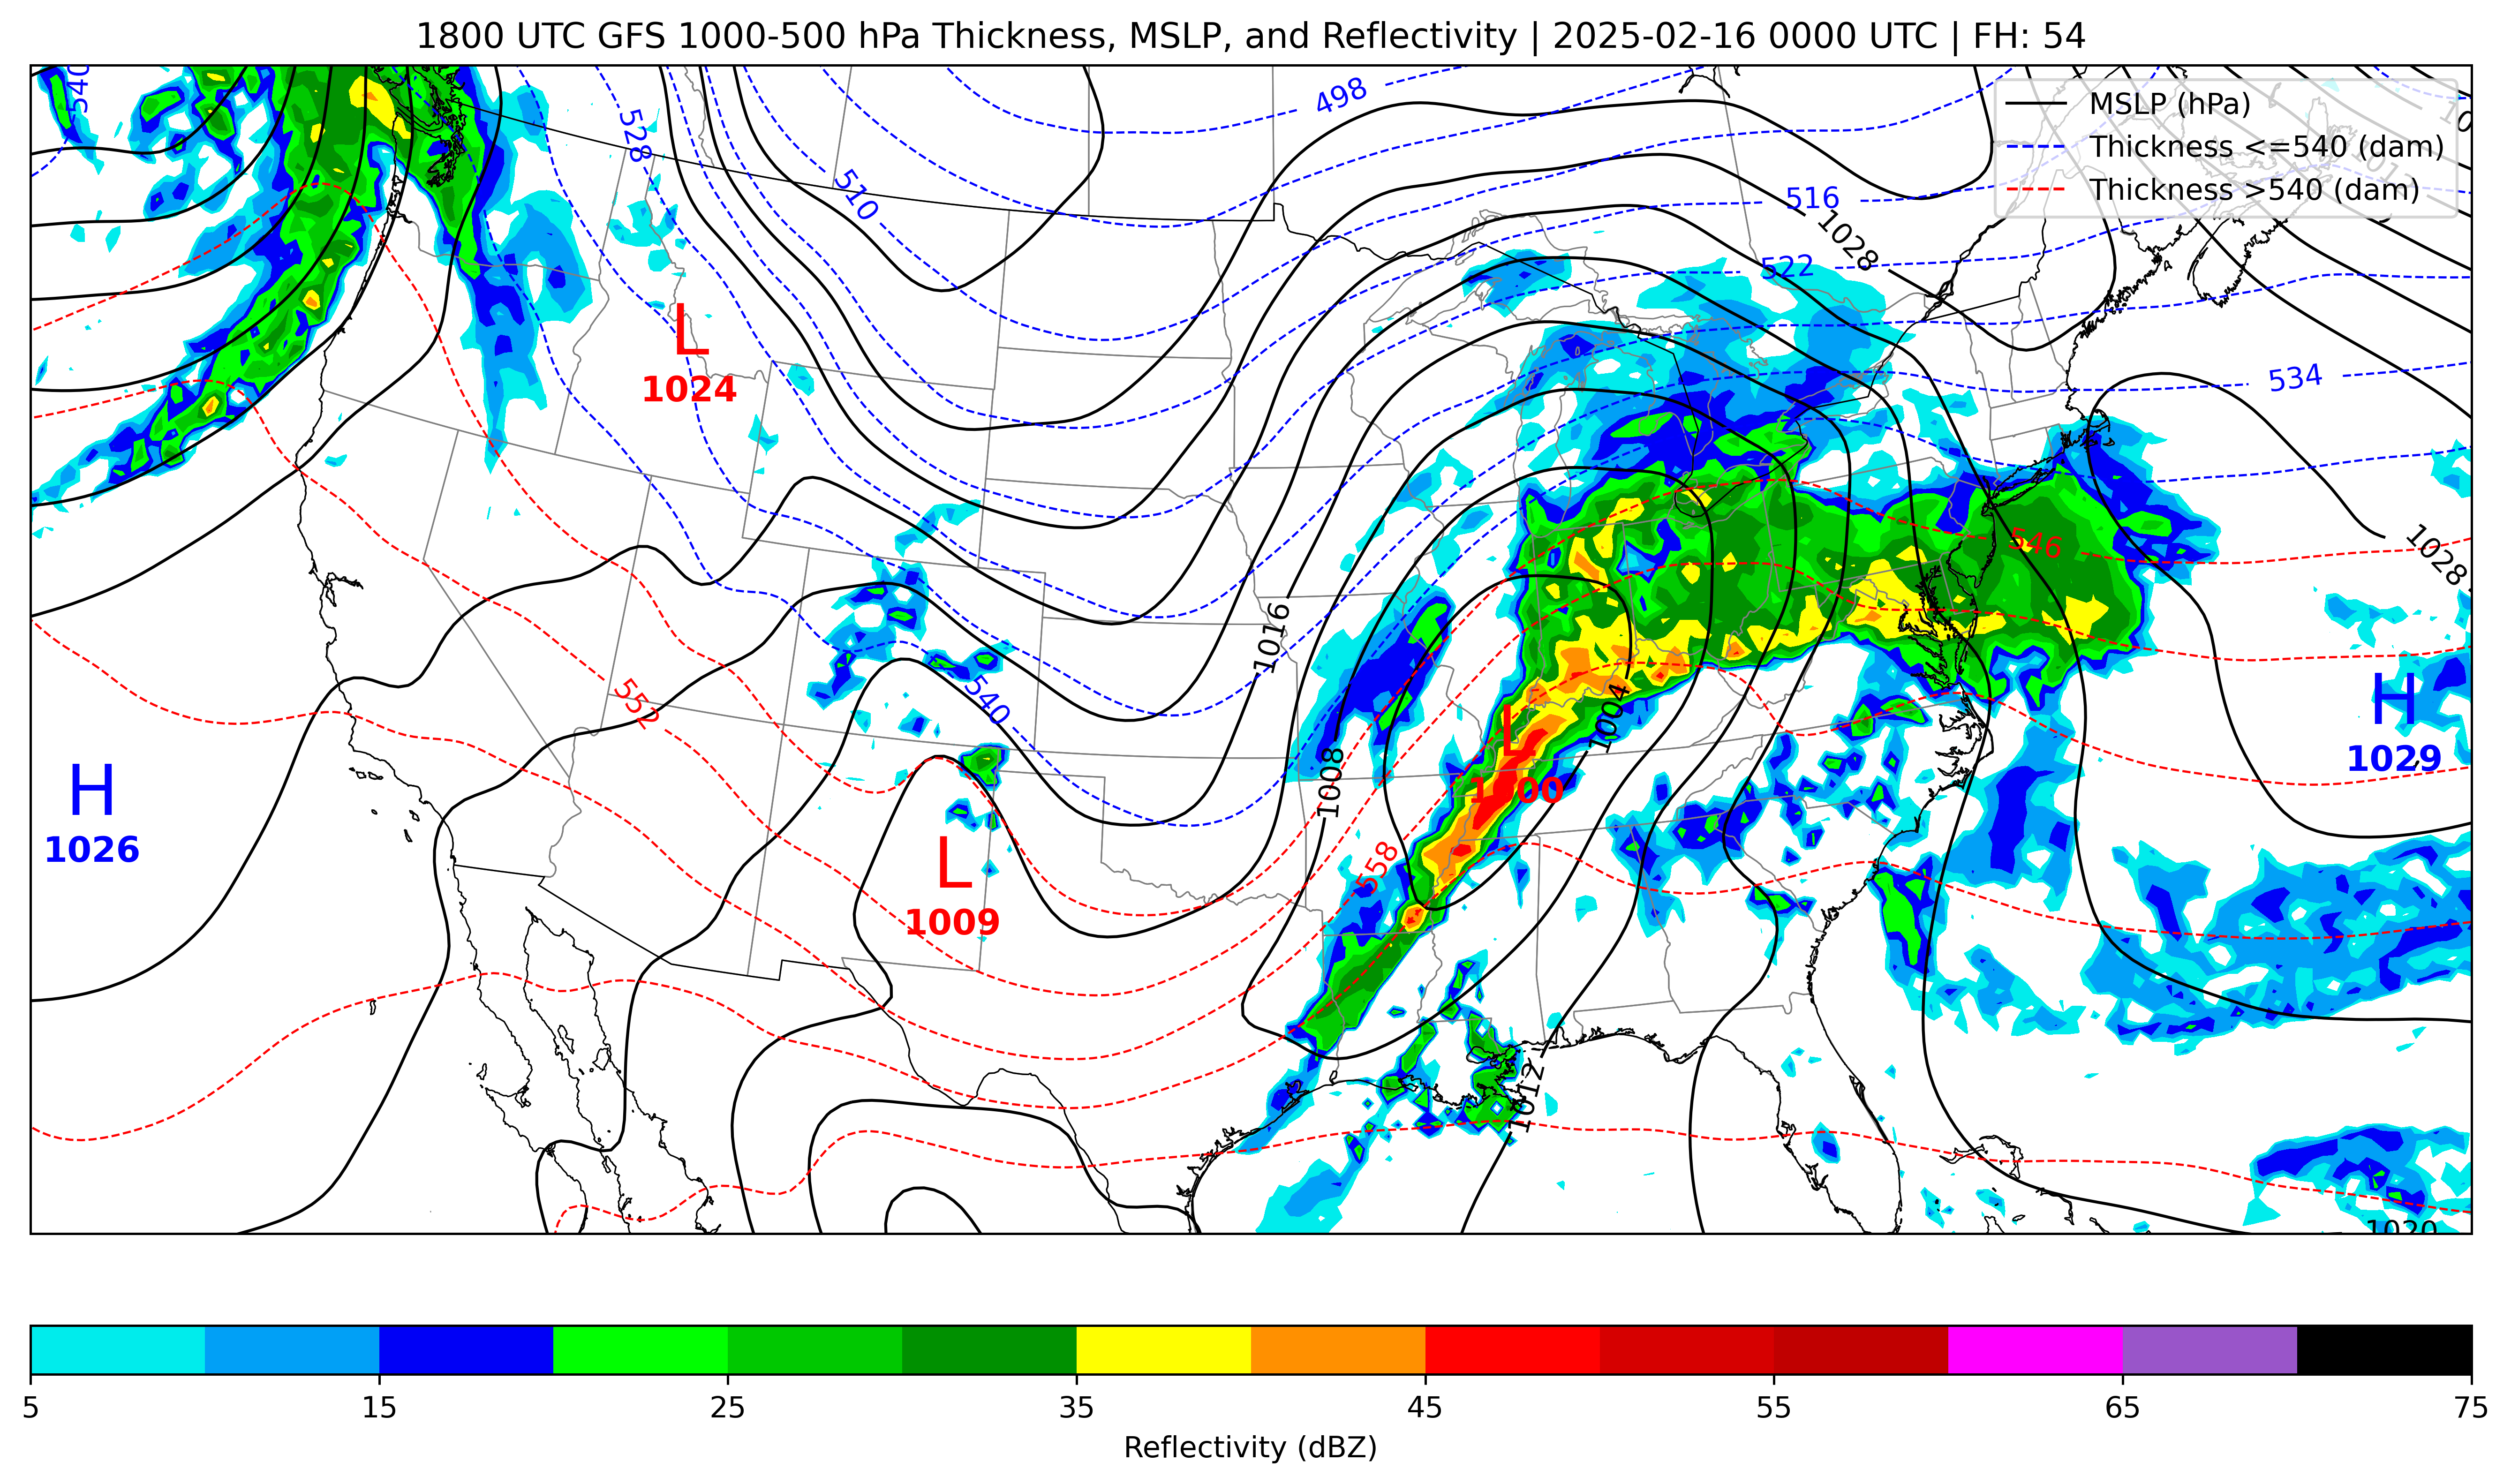 1800 UTC GFS 1000-500 hPa Thickness, MSLP, and Reflectivity | 2025-02-16 0000 UTC | FH: 54
MSLP (hPa)
Thickness <=540 (dam)
Thickness >540 (dam)
540
498
528
510
516
1028
522
534
L
1024
546
1028
1016
552
540
H
1029
L
1000
1004
1008
H
1026
558
L
1009
1012
1020
5 15 25 35 45 55 65 75
Reflectivity (dBZ)